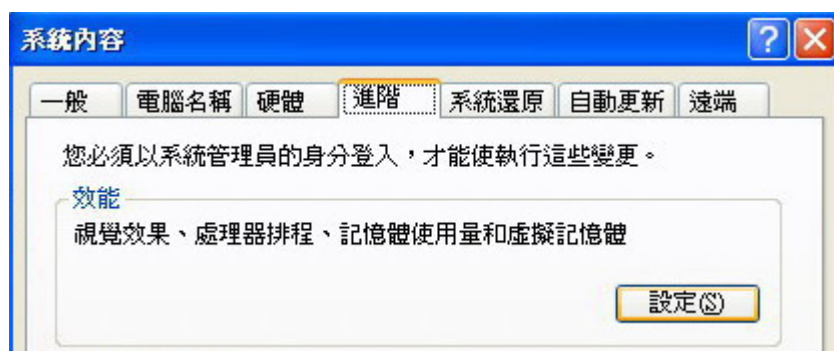 系統內容
一般 電腦名稱 硬體 進階 系統還原 自動更新 遠端
您必須以系統管理員的身分登入，才能使執行這些變更。
效能
視覺效果、處理器排程、記憶體使用量和虛擬記憶體
設定(S)